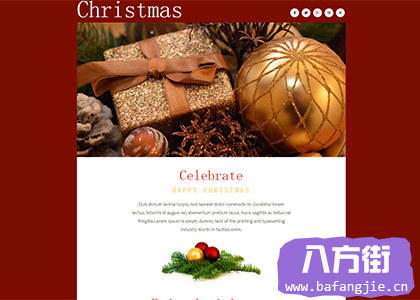 Christmas
Celebrate
HAPPY CHRISTMAS
Duis dictum lacinia turpis, non laoreet dolor commodo in. Curabitur lorem
lectus, lobortis id augue vel, elementum pretium lacus. Nunc sagittis ac tellus vel
fringilla Lorem Ipsum is simply dummy text of the printing and typesetting
industry. Morbi in facilisis enim.
八方街
www.bafangjie.cn